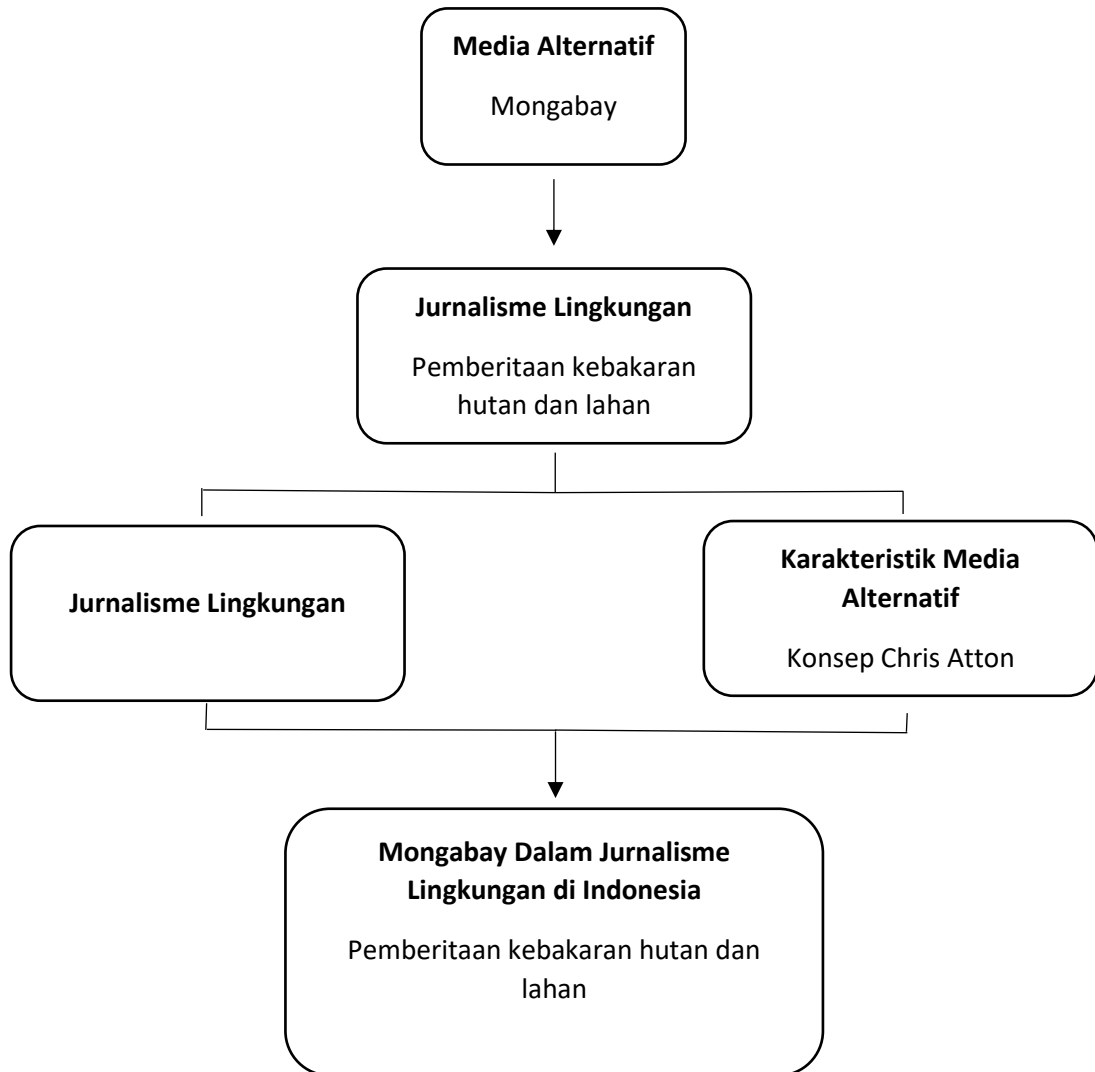 Media Alternatif
Mongabay
Jurnalisme Lingkungan
Pemberitaan kebakaran
hutan dan lahan
Jurnalisme Lingkungan
Karakteristik Media
Alternatif
Konsep Chris Atton
Mongabay Dalam Jurnalisme
Lingkungan di Indonesia
Pemberitaan kebakaran hutan dan
lahan